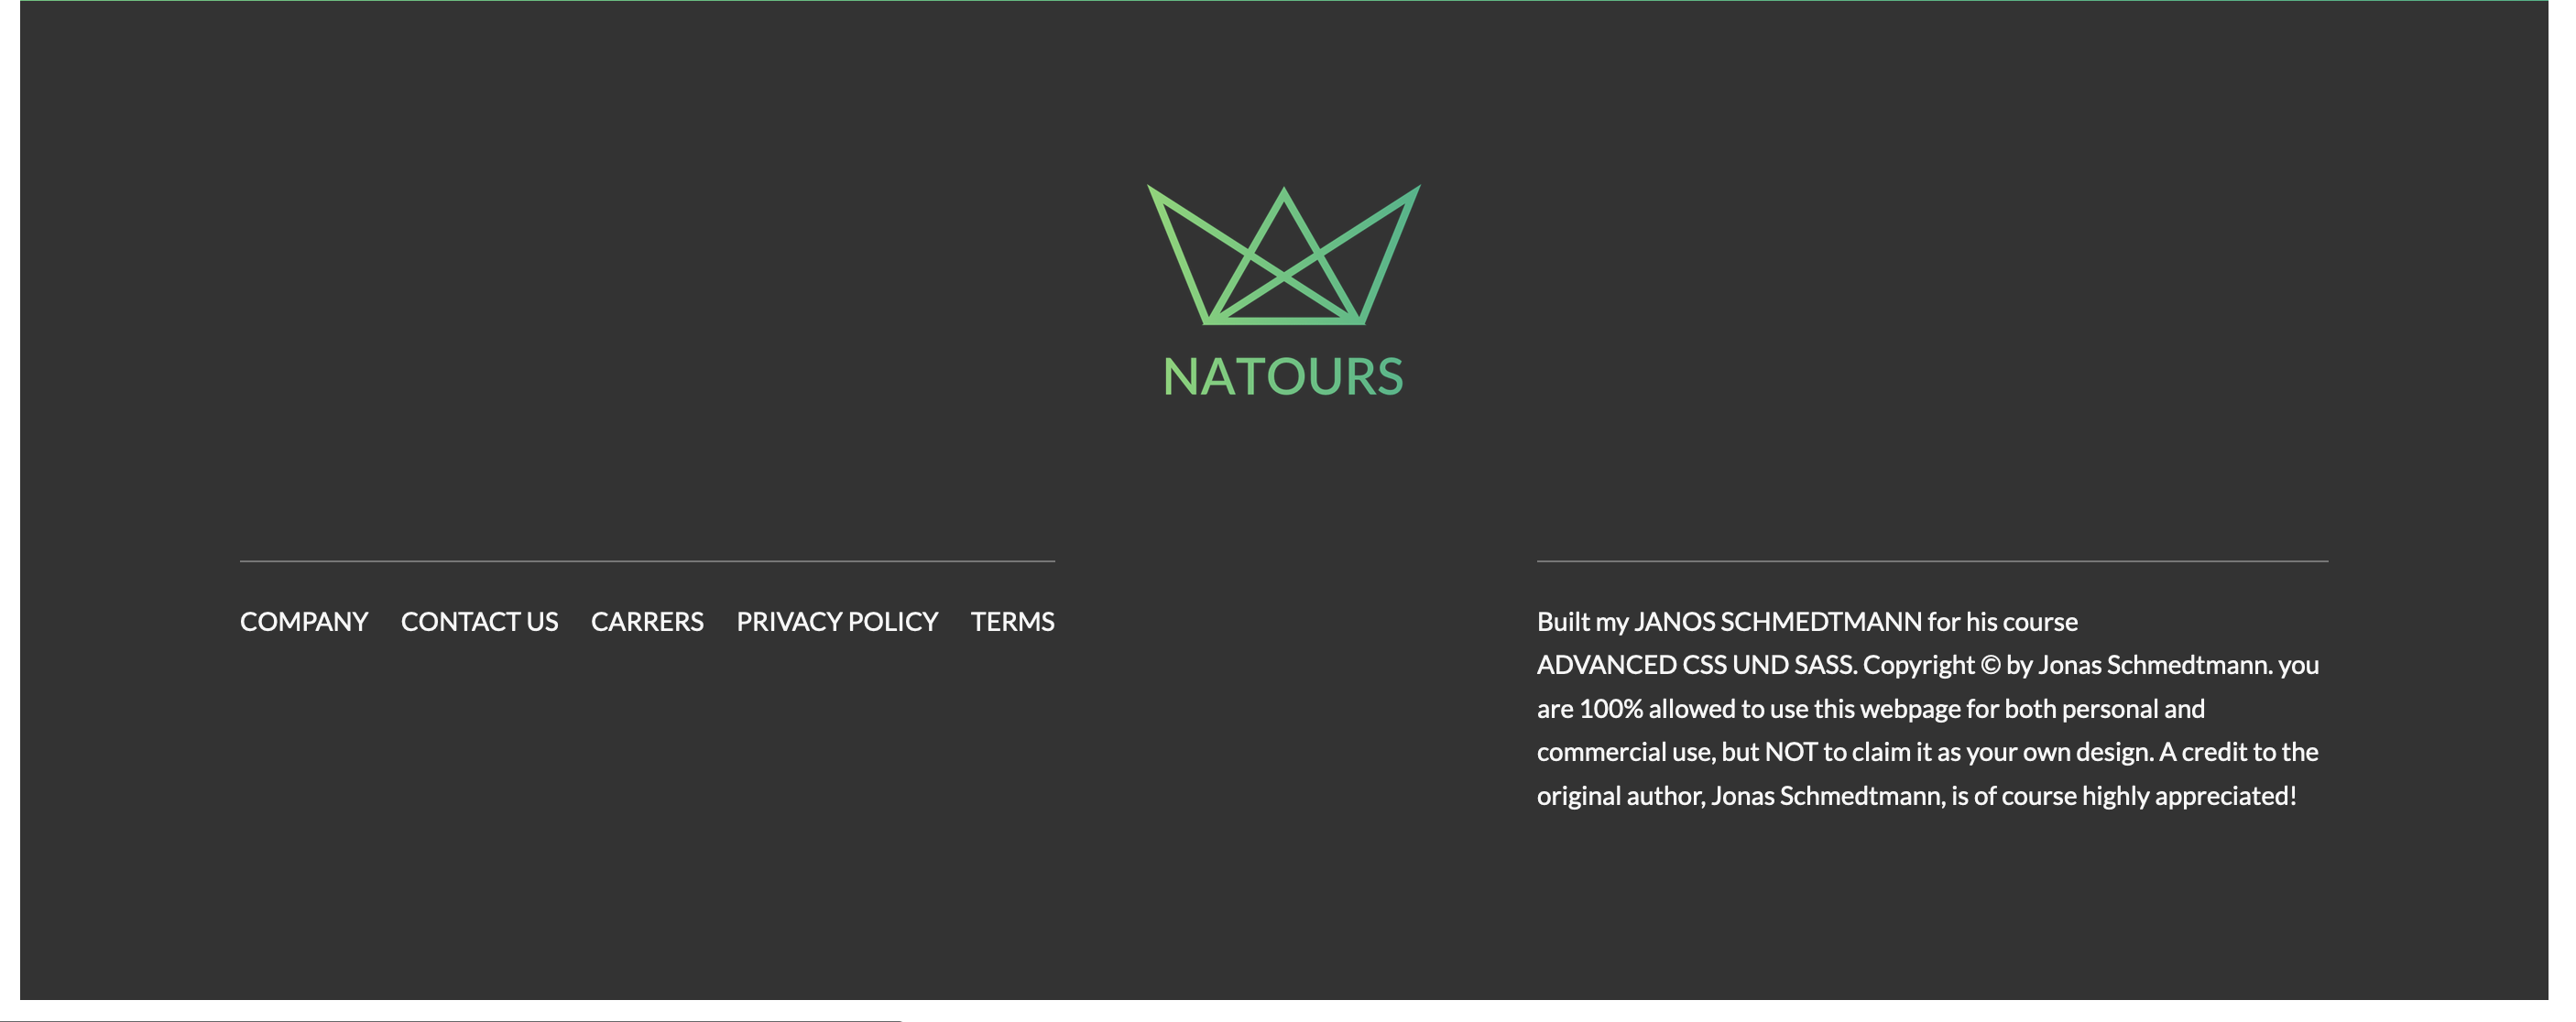 NATOURS
COMPANY CONTACT US CARRERS PRIVACY POLICY TERMS
Built my JANOS SCHMEDTMANN for his course
ADVANCED CSS UND SASS. Copyright © by Jonas Schmedtmann. you
are 100% allowed to use this webpage for both personal and
commercial use, but NOT to claim it as your own design. A credit to the
original author, Jonas Schmedtmann, is of course highly appreciated!